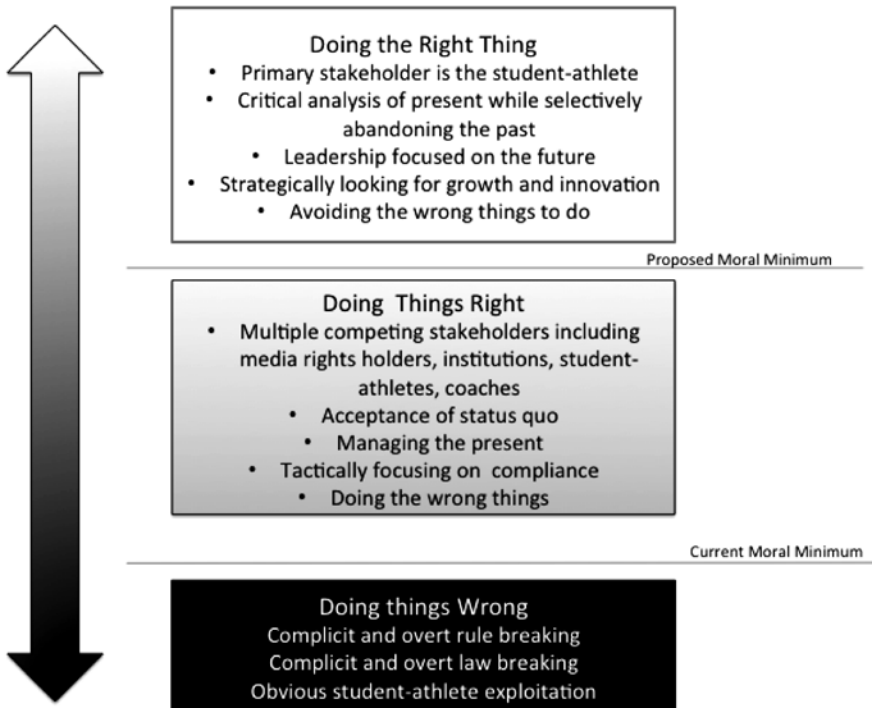 Doing the Right Thing
• Primary stakeholder is the student-athlete
• Critical analysis of present while selectively
abandoning the past
• Leadership focused on the future
• Strategically looking for growth and innovation
• Avoiding the wrong things to do
Proposed Moral Minimum
Doing Things Right
• Multiple competing stakeholders including
media rights holders, institutions, student-
athletes, coaches
• Acceptance of status quo
• Managing the present
• Tactically focusing on compliance
• Doing the wrong things
Current Moral Minimum
Doing things Wrong
Complicit and overt rule breaking
Complicit and overt law breaking
Obvious student-athlete exploitation